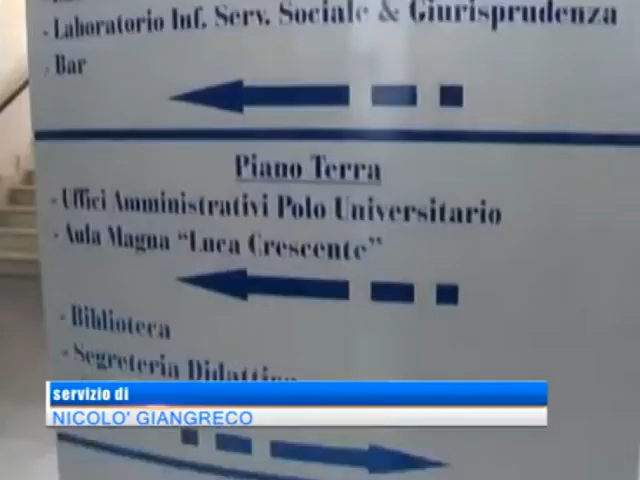 - Laboratorio Inf. Serv. Sociale & Giurisprudenza
- Bar
Piano Terra
- Uffici Amministrativi Polo Universitario
- Aula Magna "Luca Crescente"
- Biblioteca
- Segreteria Didattica
servizio di
NICOLO' GIANGRECO